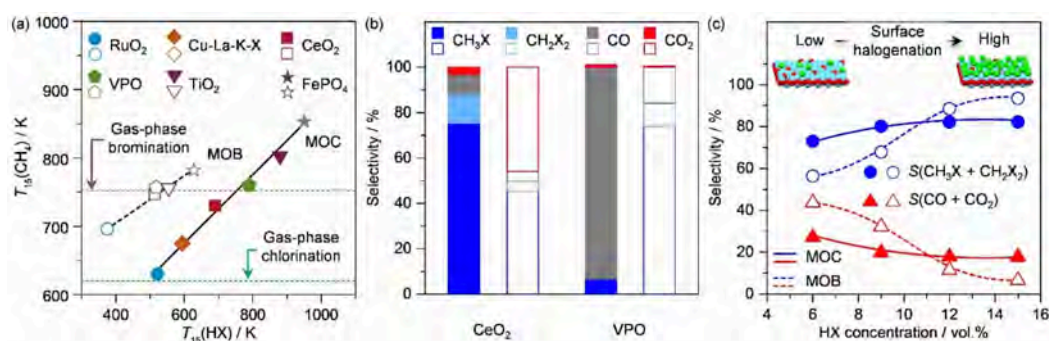 (a)
1000
900
800
700
600
T₁₅(CH₄) / K
RuO₂
Cu-La-K-X
CeO₂
VPO
TiO₂
FePO₄
Gas-phase
bromination
MOB
MOC
Gas-phase
chlorination
400
600
800
1000
T₁₅(HX) / K
(b)
CH₃X
CH₂X₂
CO
CO₂
100
80
60
40
20
0
Selectivity / %
CeO₂
VPO
(c)
Low
Surface
halogenation
High
100
80
60
40
20
0
Selectivity / %
S(CH₃X + CH₂X₂)
S(CO + CO₂)
MOC
MOB
4
6
8
10
12
14
16
HX concentration / vol.%